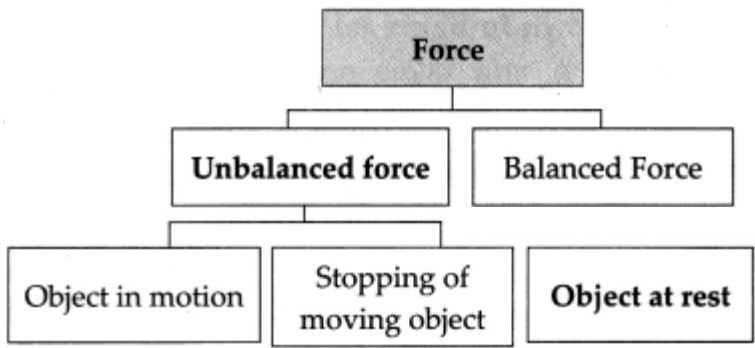 Force
Unbalanced force
Balanced Force
Object in motion
Stopping of
moving object
Object at rest